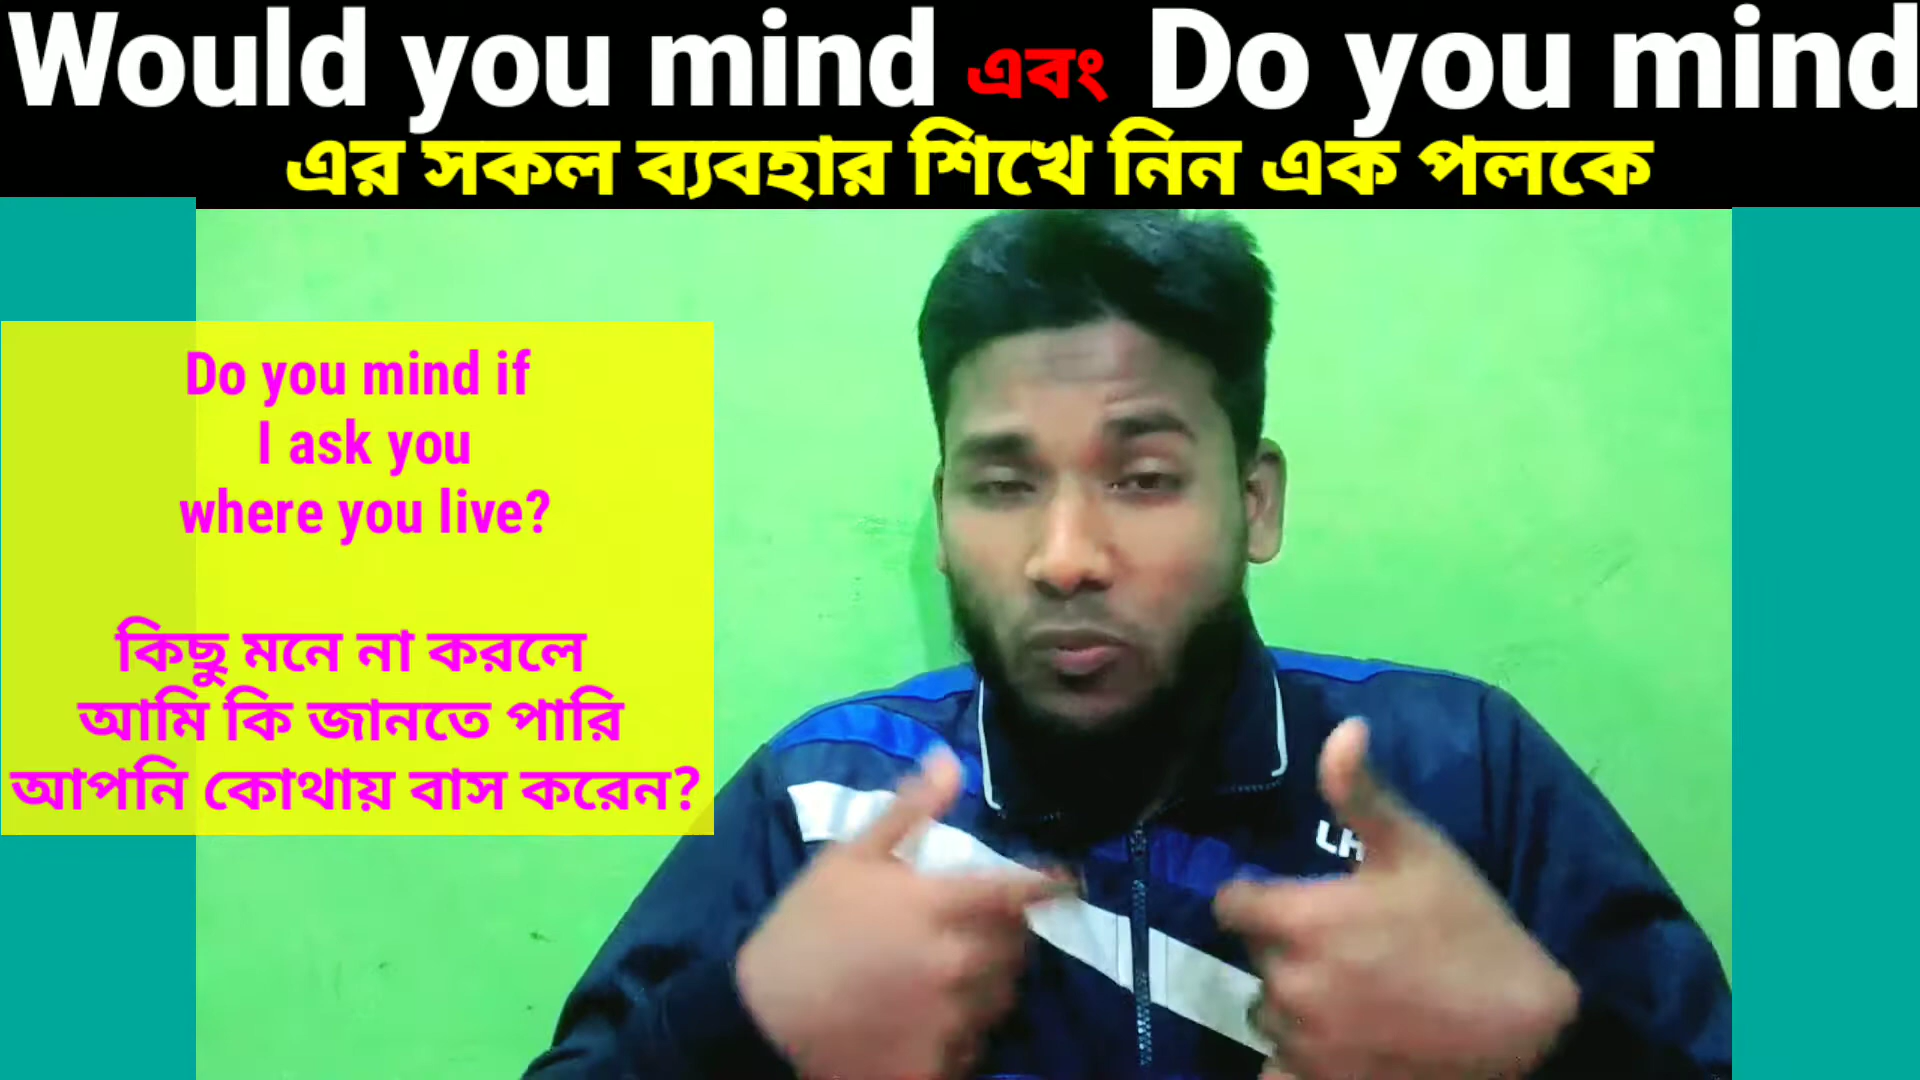 Would you mind এবং Do you mind
এর সকল ব্যবহার শিখে নিন এক পলকে
Do you mind if
I ask you
where you live?
কিছু মনে না করলে
আমি কি জানতে পারি
আপনি কোথায় বাস করেন?